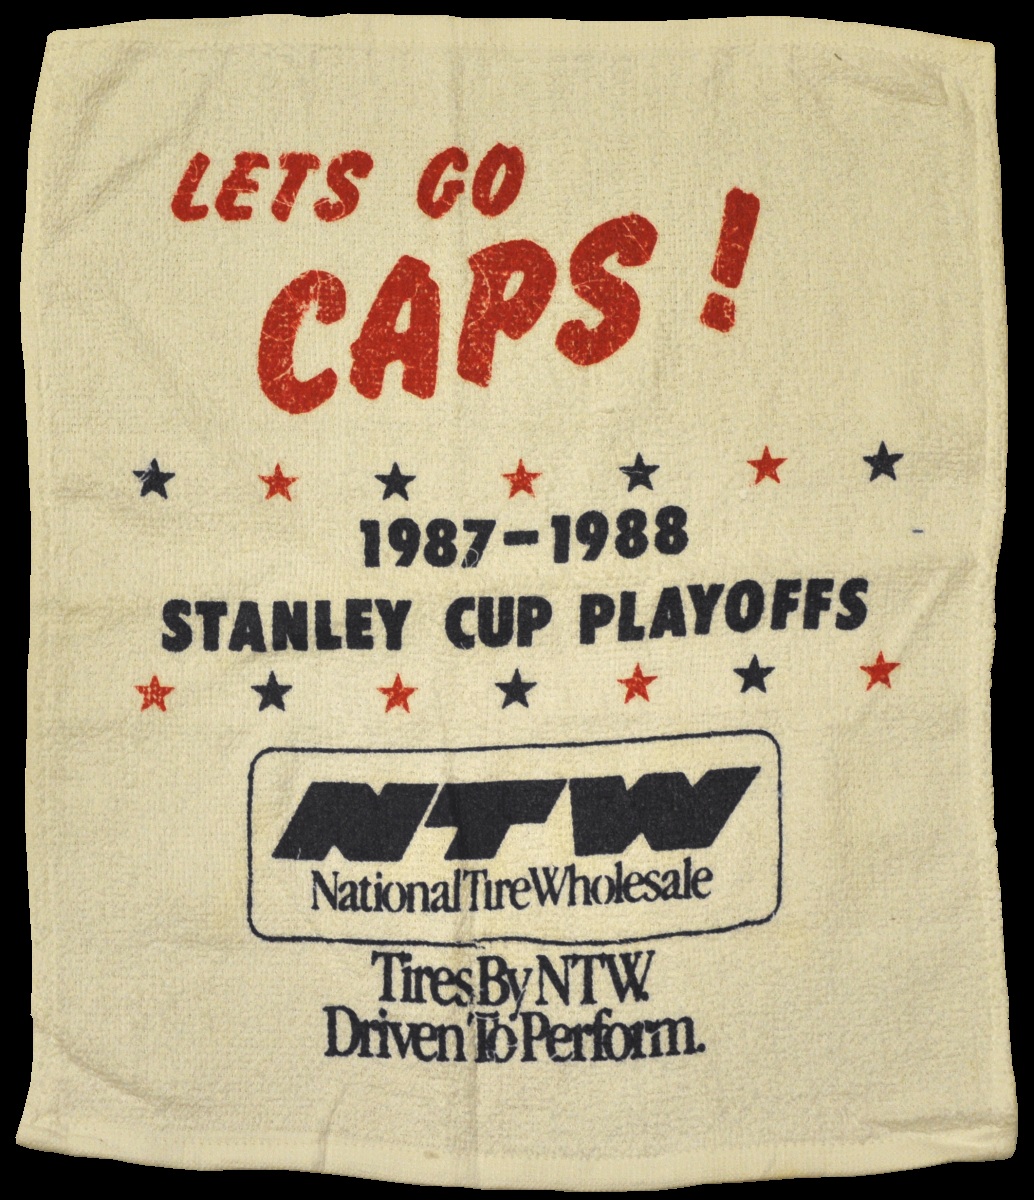 LETS GO
CAPS!
1987-1988
STANLEY CUP PLAYOFFS
NTW
NationalTireWholesale
Tires By NTW.
Driven To Perform.